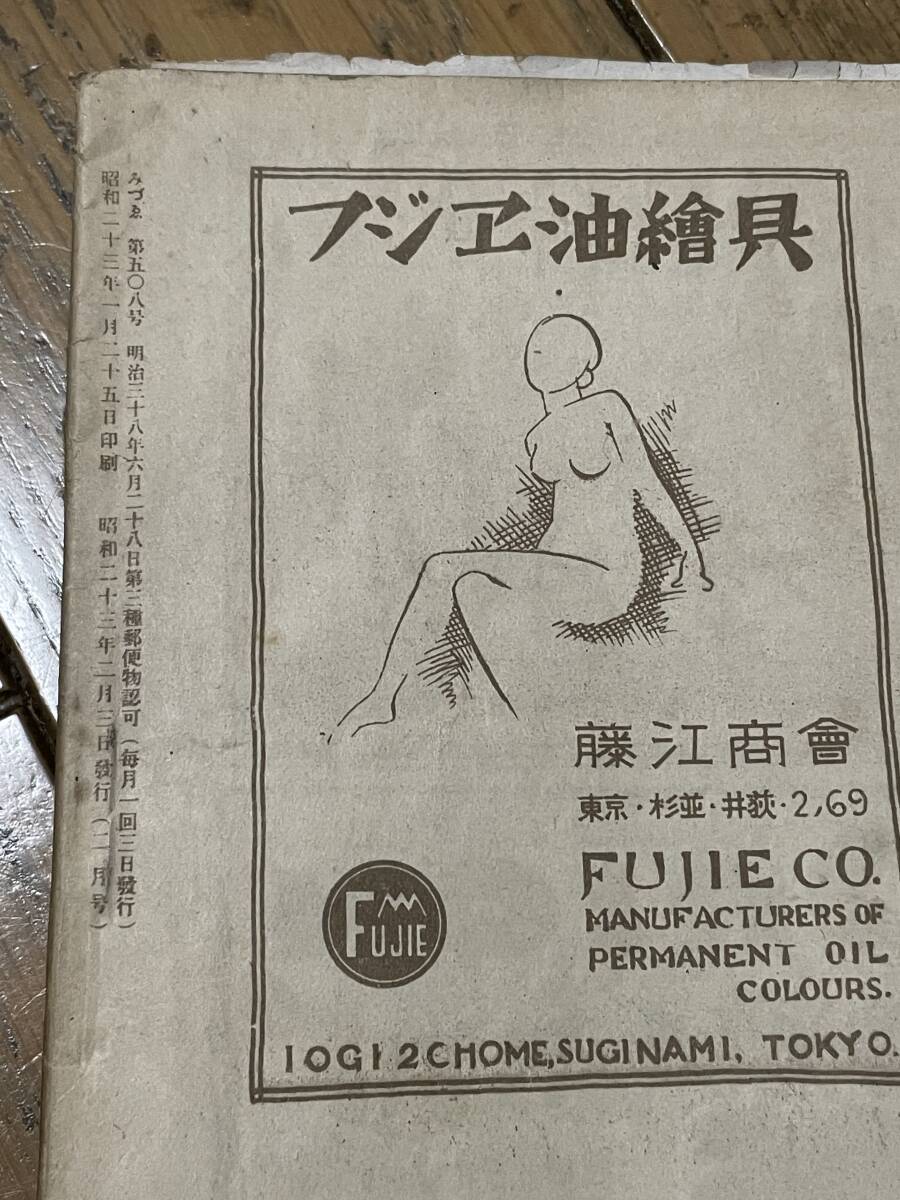 みづゑ 第五〇八号 明治三十八年六月二十八日第三種郵便物認可(毎月一回三日發行)
昭和二十三年一月二十五日印刷 昭和二十三年二月三日發行(二月号)
フジヱ油繪具
藤江商會
東京・杉並・井荻・2,69
FUJIE CO.
MANUFACTURERS OF
PERMANENT OIL
COLOURS.
FUJIE
IOGI 2CHOME,SUGINAMI, TOKYO.